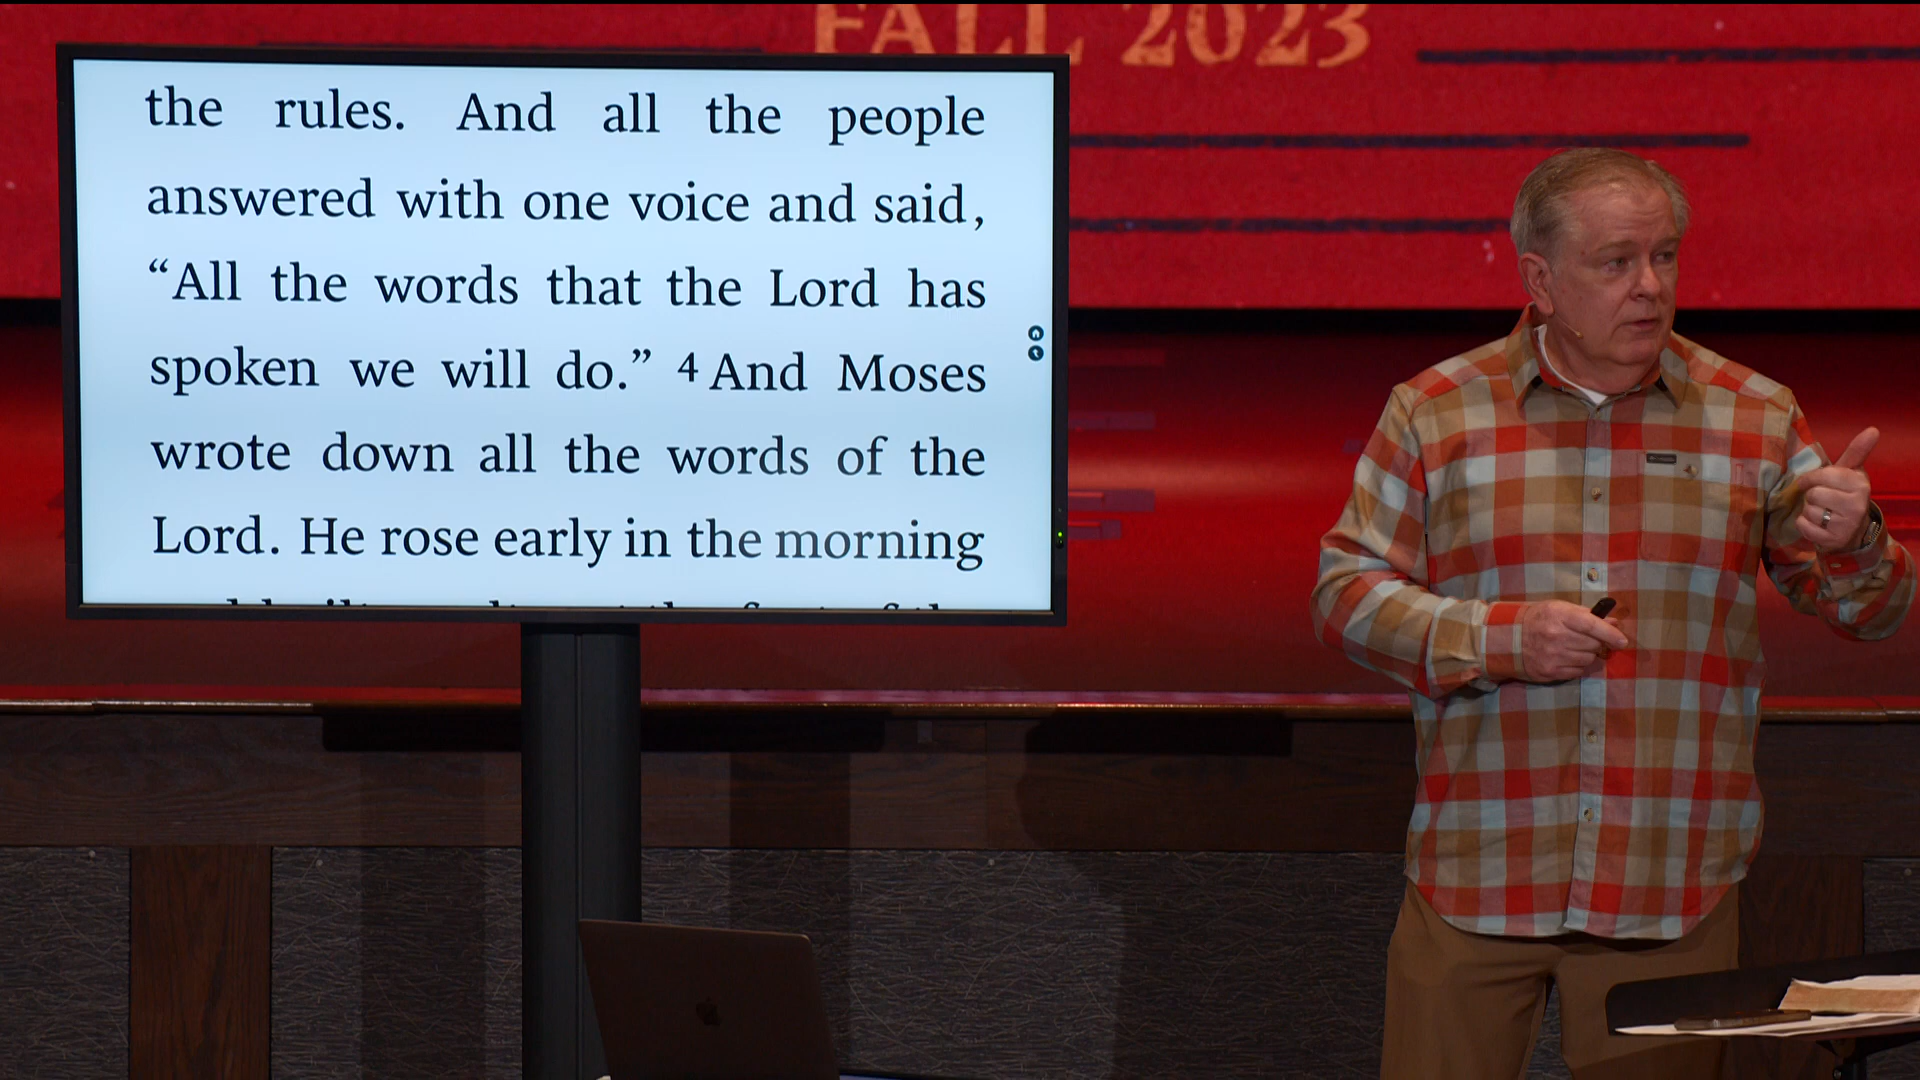 FALL 2023
the rules. And all the people
answered with one voice and said,
“All the words that the Lord has
spoken we will do.” 4 And Moses
wrote down all the words of the
Lord. He rose early in the morning